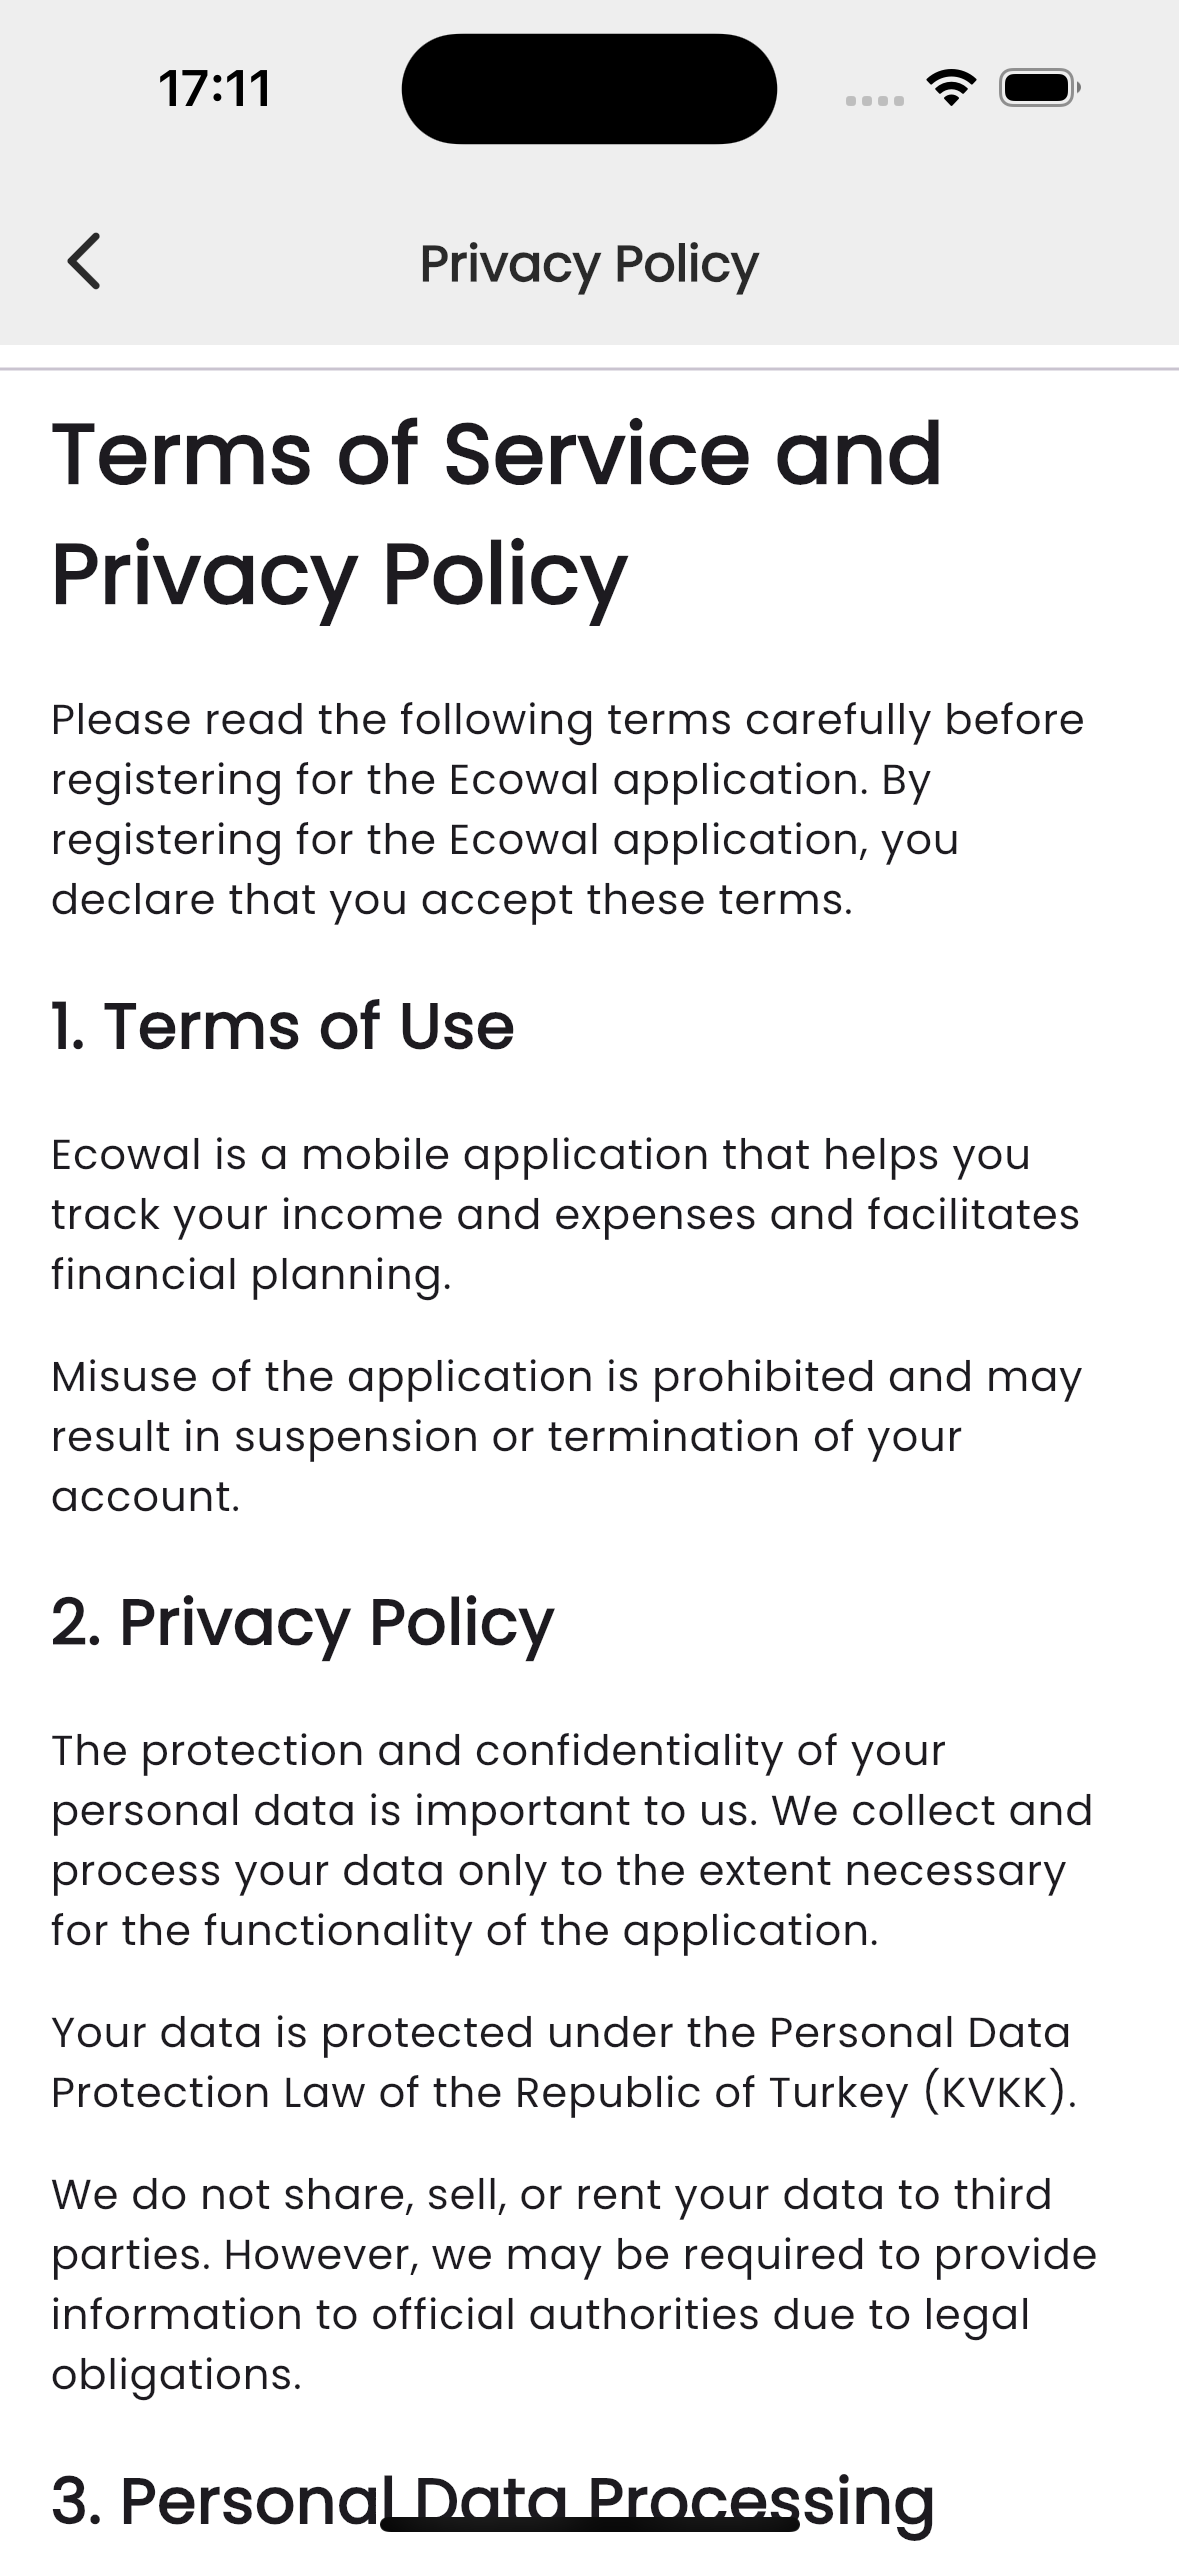 17:11
Privacy Policy
Terms of Service and
Privacy Policy
Please read the following terms carefully before
registering for the Ecowal application. By
registering for the Ecowal application, you
declare that you accept these terms.
1. Terms of Use
Ecowal is a mobile application that helps you
track your income and expenses and facilitates
financial planning.
Misuse of the application is prohibited and may
result in suspension or termination of your
account.
2. Privacy Policy
The protection and confidentiality of your
personal data is important to us. We collect and
process your data only to the extent necessary
for the functionality of the application.
Your data is protected under the Personal Data
Protection Law of the Republic of Turkey (KVKK).
We do not share, sell, or rent your data to third
parties. However, we may be required to provide
information to official authorities due to legal
obligations.
3. Personal Data Processing